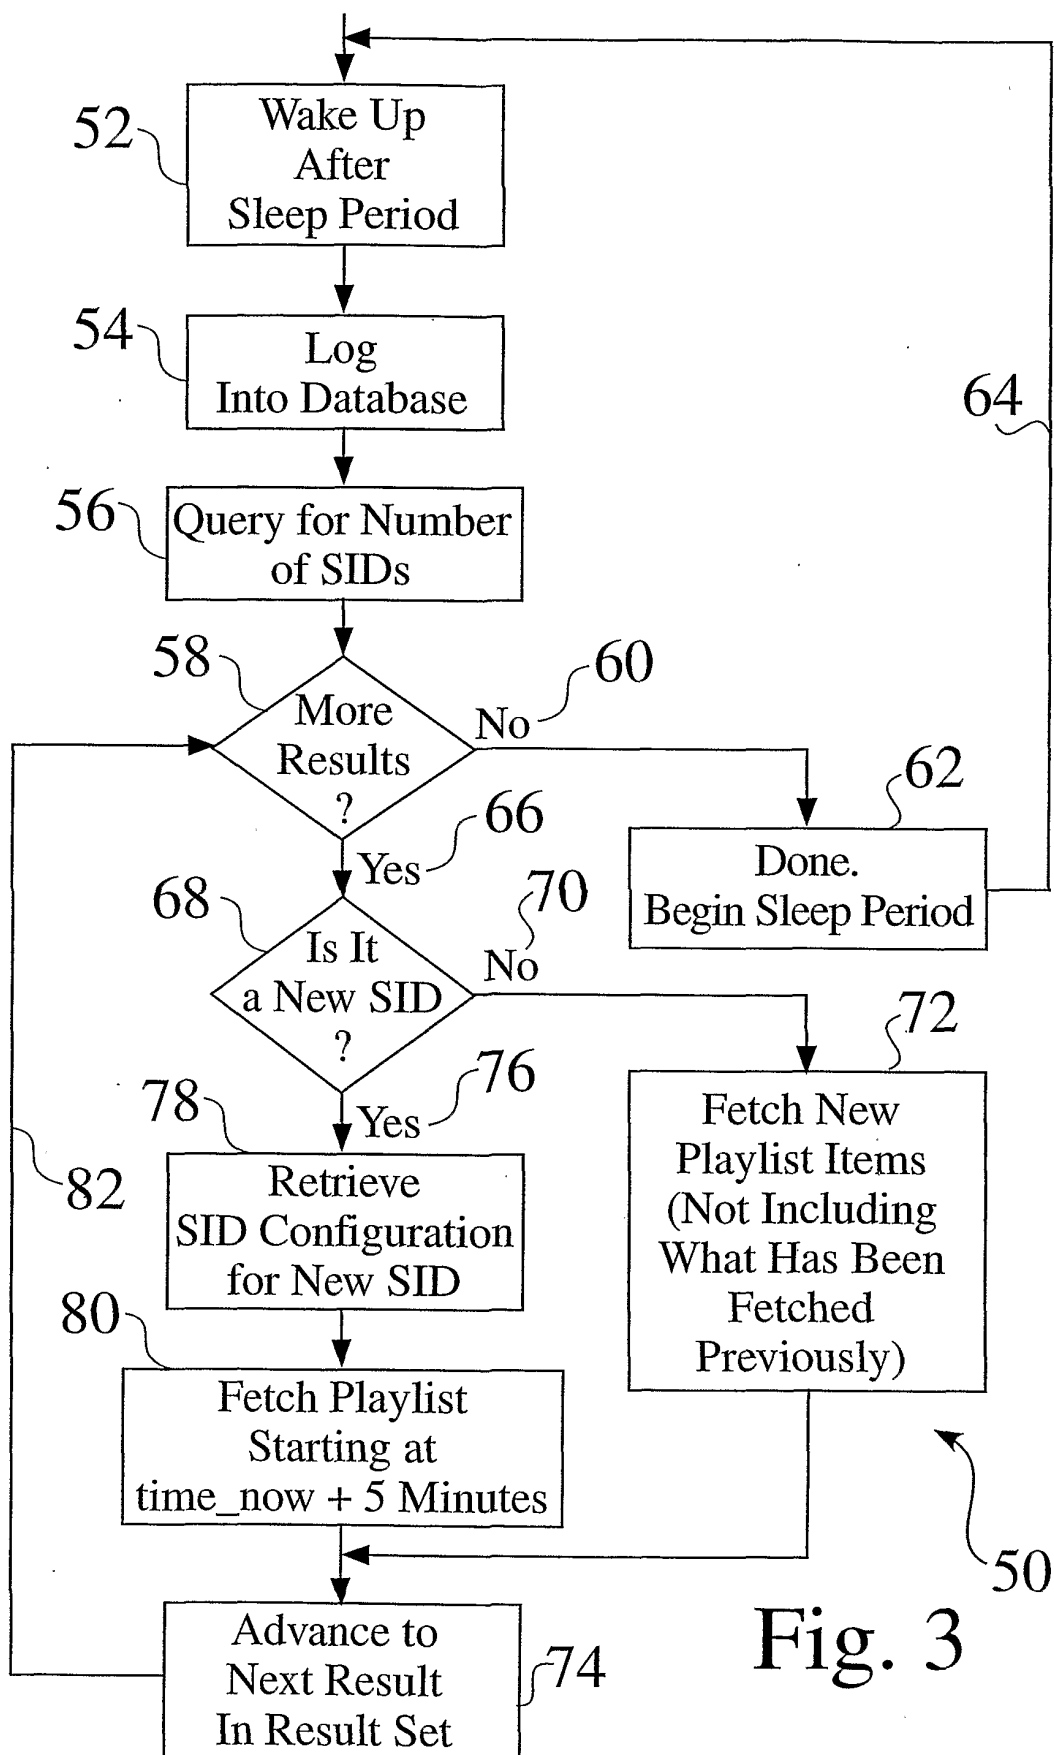 52
Wake Up
After
Sleep Period
54
Log
Into Database
64
56
Query for Number
of SIDs
58
More
Results
?
No
60
62
Done.
Begin Sleep Period
66
Yes
68
Is It
a New SID
?
70
No
72
Fetch New
Playlist Items
(Not Including
What Has Been
Fetched
Previously)
76
Yes
78
Retrieve
SID Configuration
for New SID
82
80
Fetch Playlist
Starting at
time_now + 5 Minutes
50
Advance to
Next Result
In Result Set
74
Fig. 3